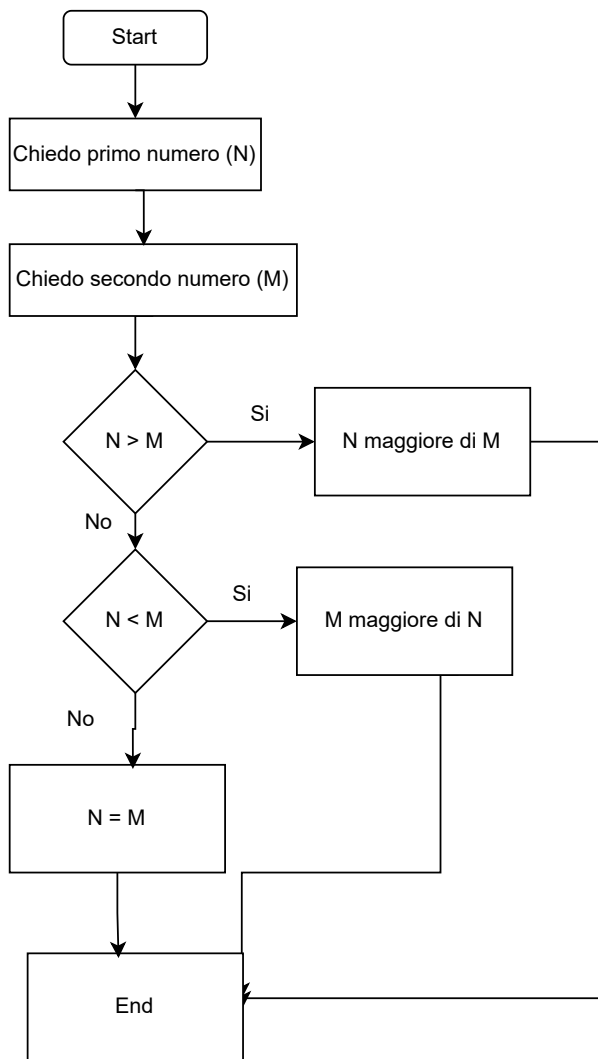 Start
Chiedo primo numero (N)
Chiedo secondo numero (M)
N > M
Si
N maggiore di M
No
N < M
Si
M maggiore di N
No
N = M
End